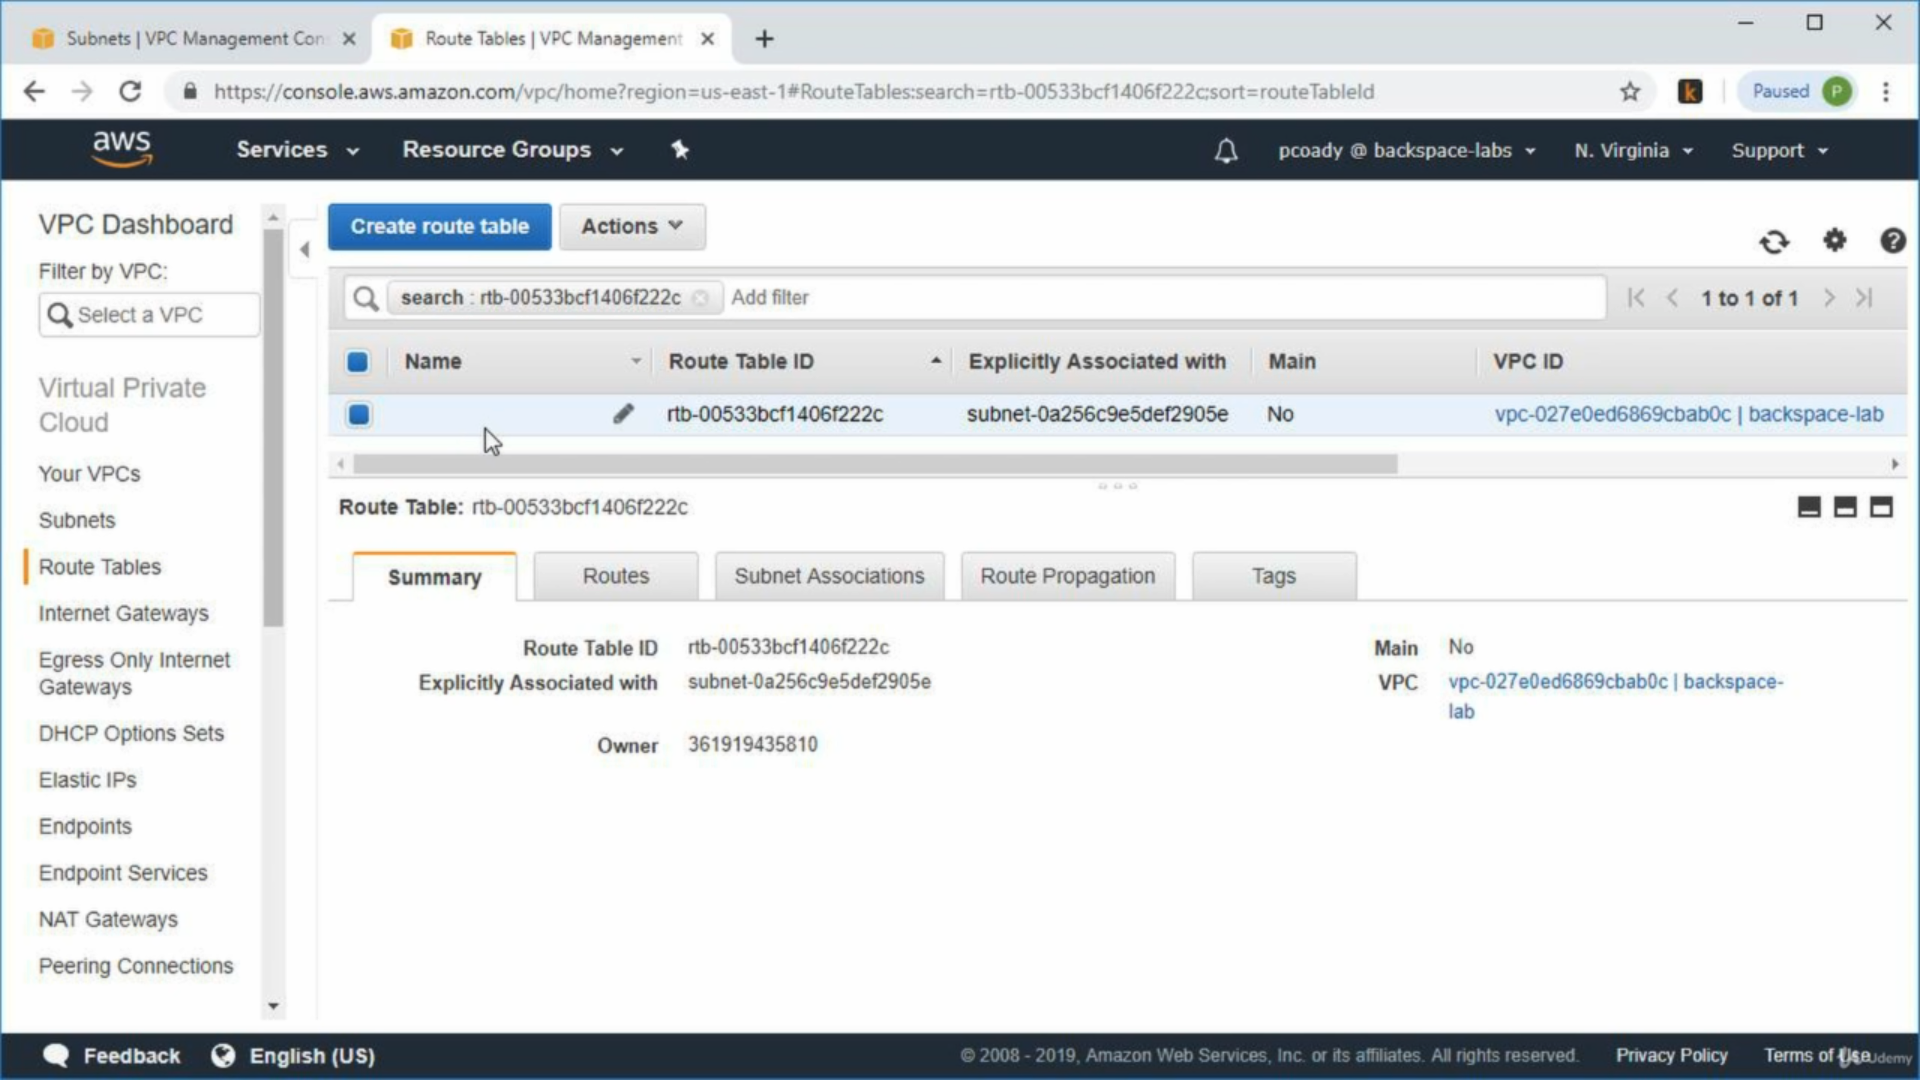 Subnets | VPC Management Con
Route Tables | VPC Management
https://console.aws.amazon.com/vpc/home?region=us-east-1#RouteTables:search=rtb-00533bcf1406f222c;sort=routeTableId
k
Paused P
aws
Services
Resource Groups
pcoady @ backspace-labs
N. Virginia
Support
VPC Dashboard
Filter by VPC:
Select a VPC
Virtual Private
Cloud
Your VPCs
Subnets
Route Tables
Internet Gateways
Egress Only Internet
Gateways
DHCP Options Sets
Elastic IPs
Endpoints
Endpoint Services
NAT Gateways
Peering Connections
Create route table
Actions
search : rtb-00533bcf1406f222c
Add filter
1 to 1 of 1
Name
Route Table ID
Explicitly Associated with
Main
VPC ID
rtb-00533bcf1406f222c
subnet-0a256c9e5def2905e
No
vpc-027e0ed6869cbab0c | backspace-lab
Route Table: rtb-00533bcf1406f222c
Summary
Routes
Subnet Associations
Route Propagation
Tags
Route Table ID rtb-00533bcf1406f222c
Explicitly Associated with subnet-0a256c9e5def2905e
Owner 361919435810
Main No
VPC vpc-027e0ed6869cbab0c | backspace-
lab
Feedback
English (US)
© 2008 - 2019, Amazon Web Services, Inc. or its affiliates. All rights reserved.
Privacy Policy
Terms of Use
Udemy